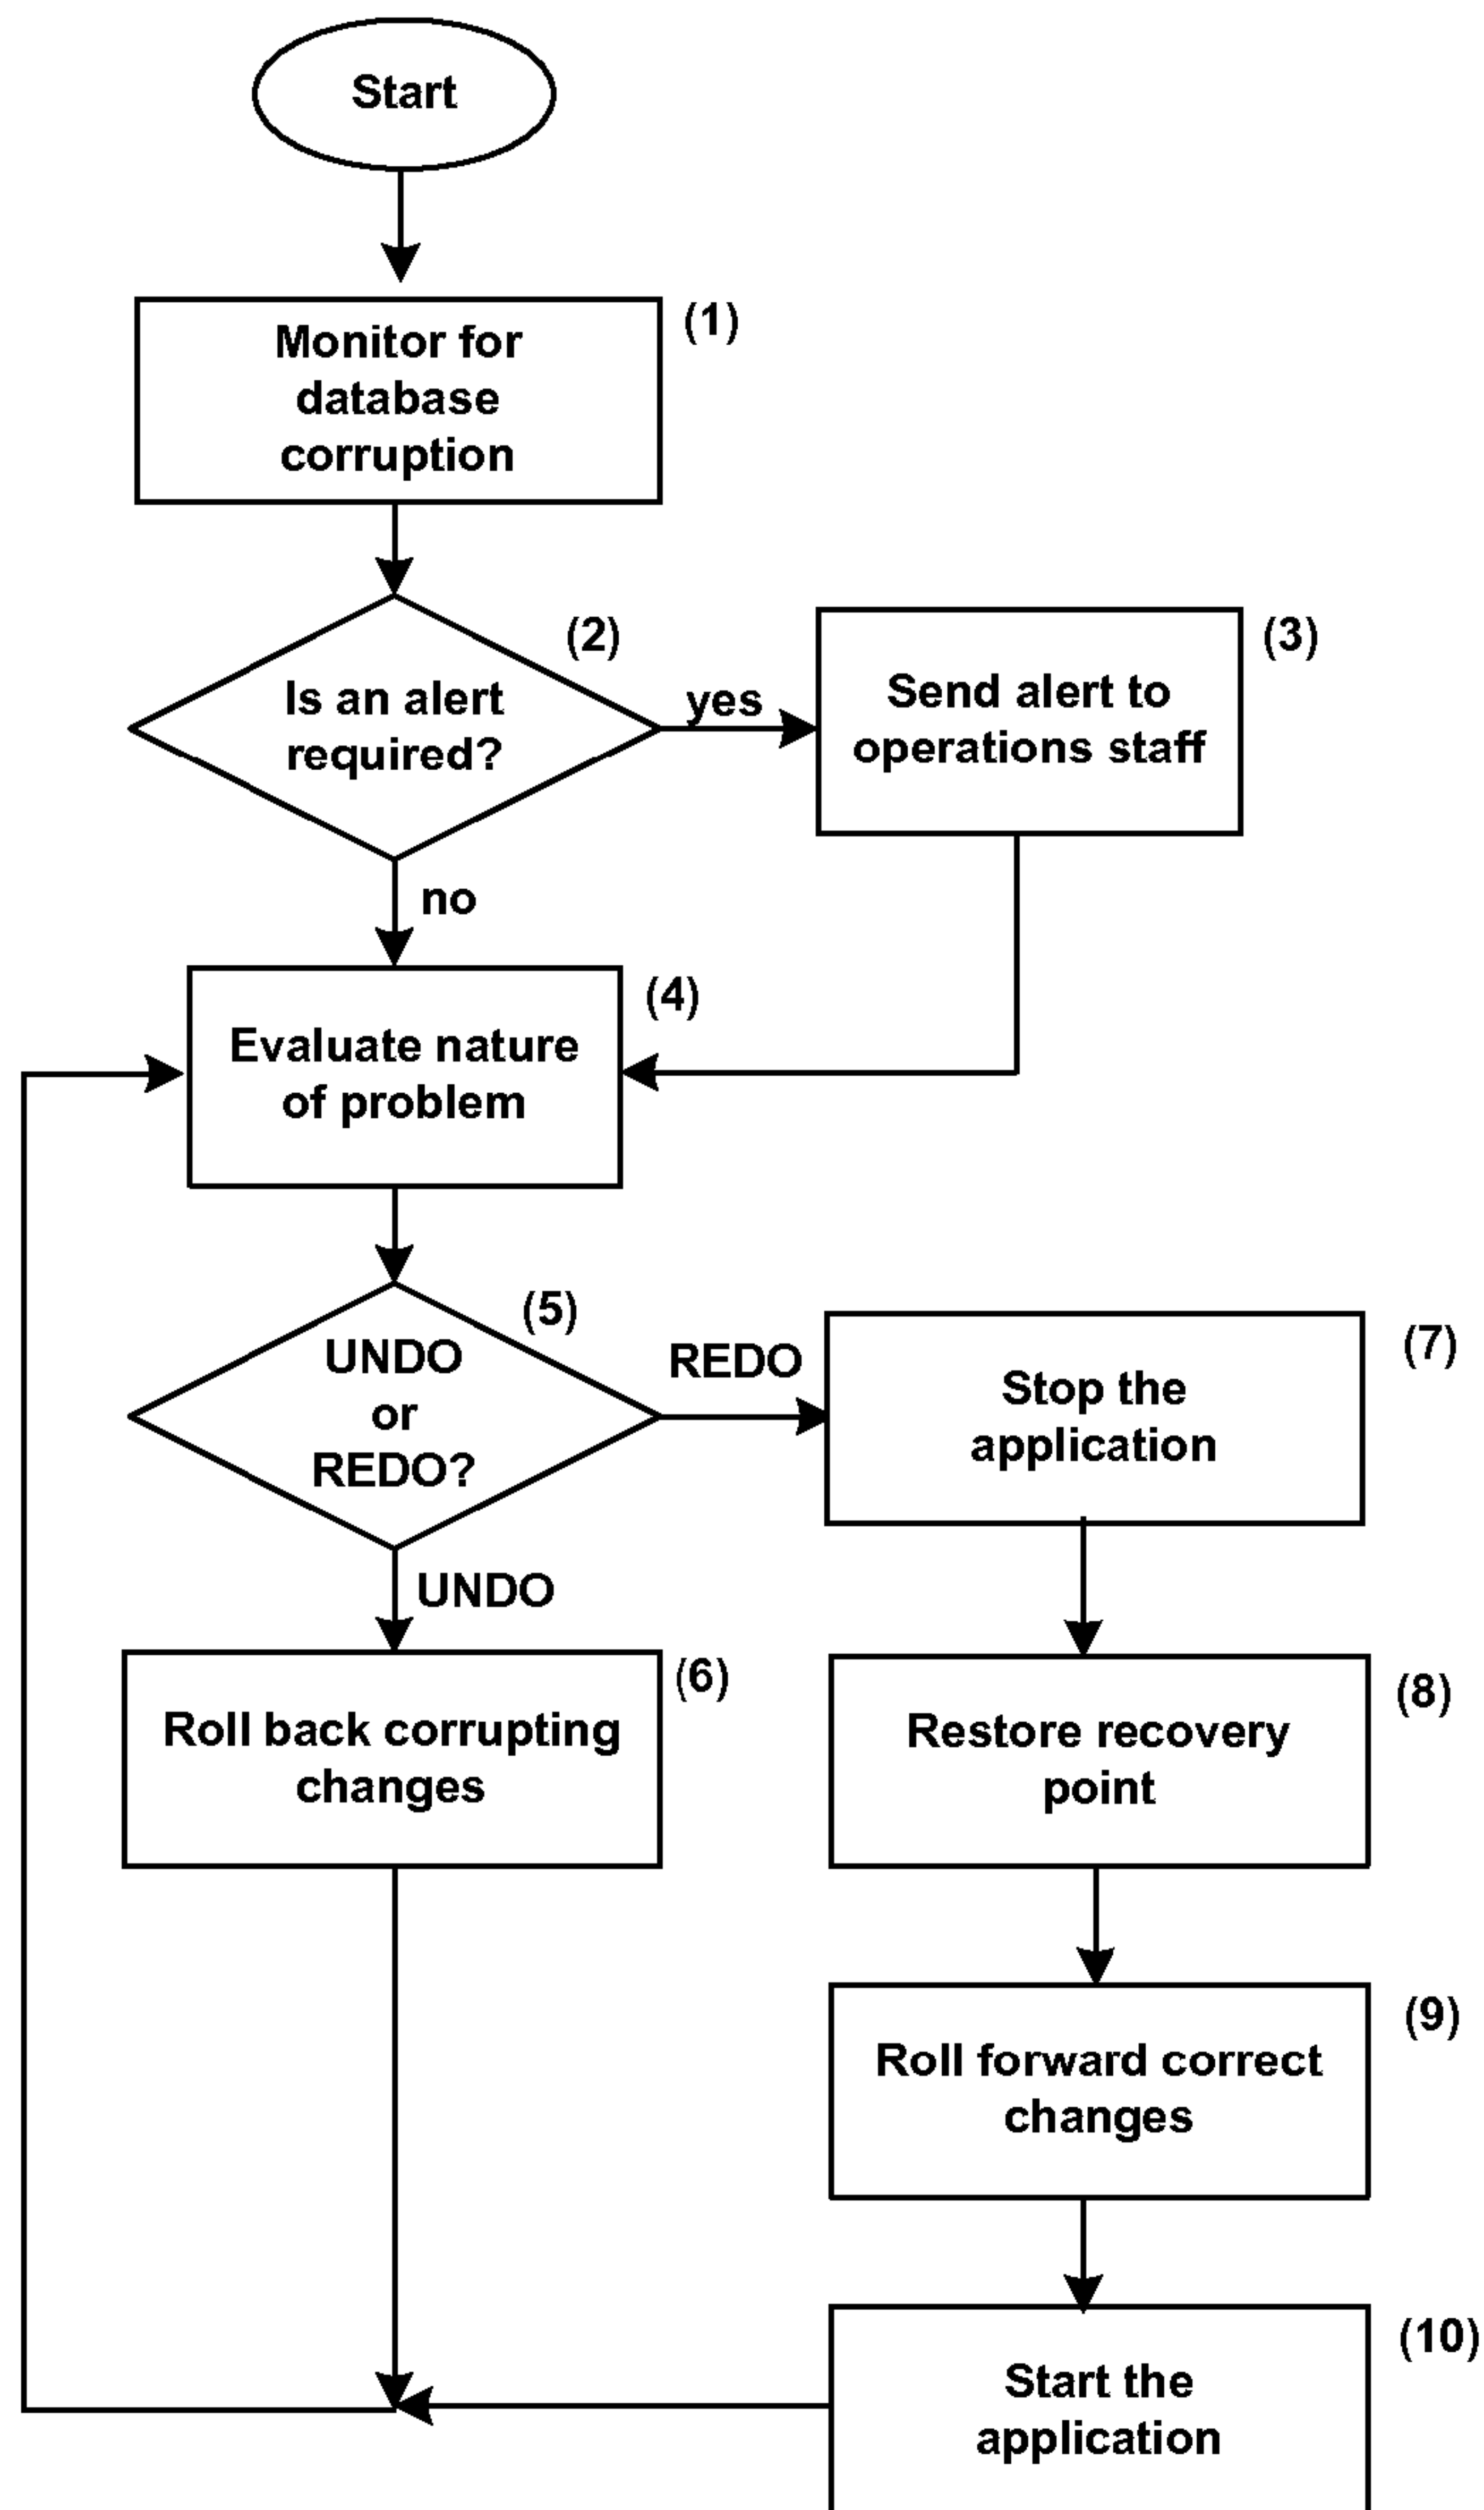 Start
(1)
Monitor for
database
corruption
(2)
Is an alert
required?
yes
(3)
Send alert to
operations staff
no
(4)
Evaluate nature
of problem
(5)
UNDO
or
REDO?
REDO
(7)
Stop the
application
UNDO
(6)
Roll back corrupting
changes
(8)
Restore recovery
point
(9)
Roll forward correct
changes
(10)
Start the
application